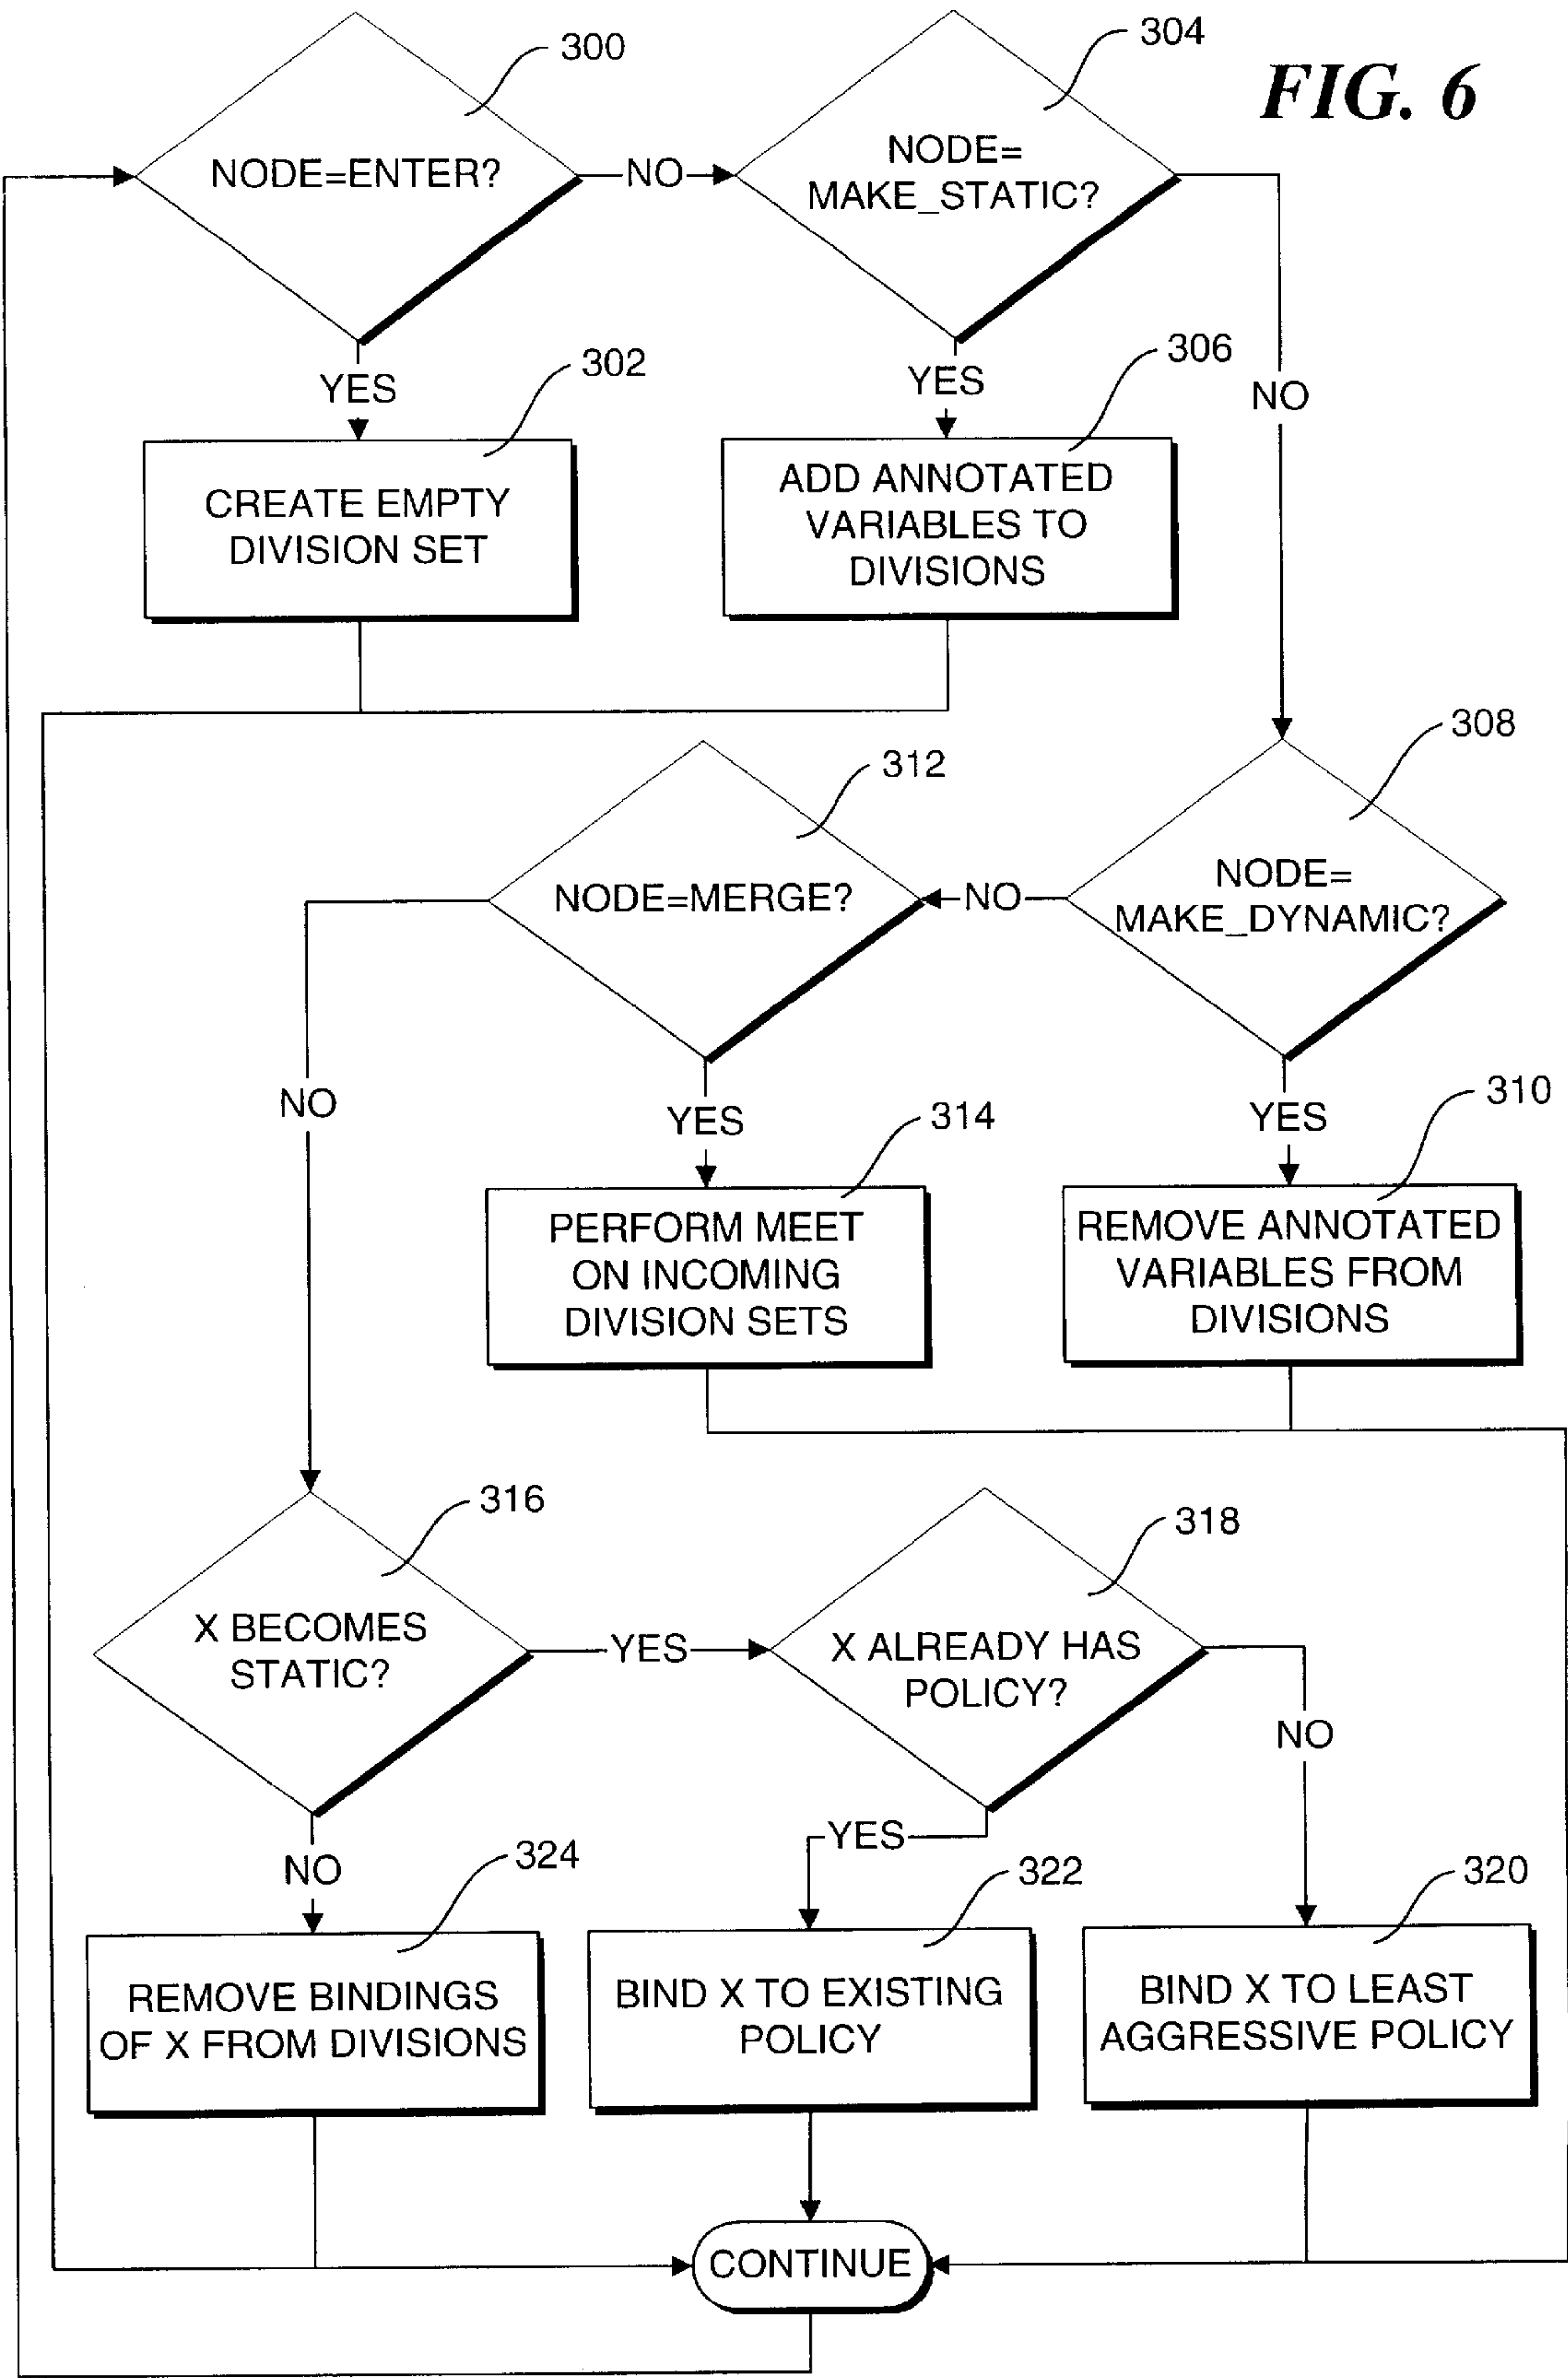 300
304
FIG. 6
NODE=ENTER?
NO
NODE=
MAKE_STATIC?
YES
302
YES
306
NO
CREATE EMPTY
DIVISION SET
ADD ANNOTATED
VARIABLES TO
DIVISIONS
308
312
NODE=MERGE?
NO
NODE=
MAKE_DYNAMIC?
NO
YES
314
YES
310
PERFORM MEET
ON INCOMING
DIVISION SETS
REMOVE ANNOTATED
VARIABLES FROM
DIVISIONS
316
318
X BECOMES
STATIC?
YES
X ALREADY HAS
POLICY?
NO
NO
324
YES
322
320
REMOVE BINDINGS
OF X FROM DIVISIONS
BIND X TO EXISTING
POLICY
BIND X TO LEAST
AGGRESSIVE POLICY
CONTINUE